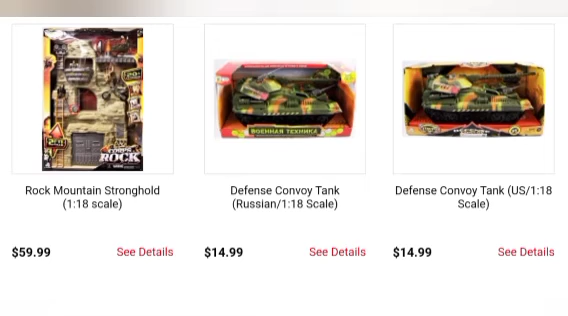 ROCK
ВОЕННАЯ ТЕХНИКА
Rock Mountain Stronghold
(1:18 scale)
Defense Convoy Tank
(Russian/1:18 Scale)
Defense Convoy Tank (US/1:18
Scale)
$59.99
See Details
$14.99
See Details
$14.99
See Details